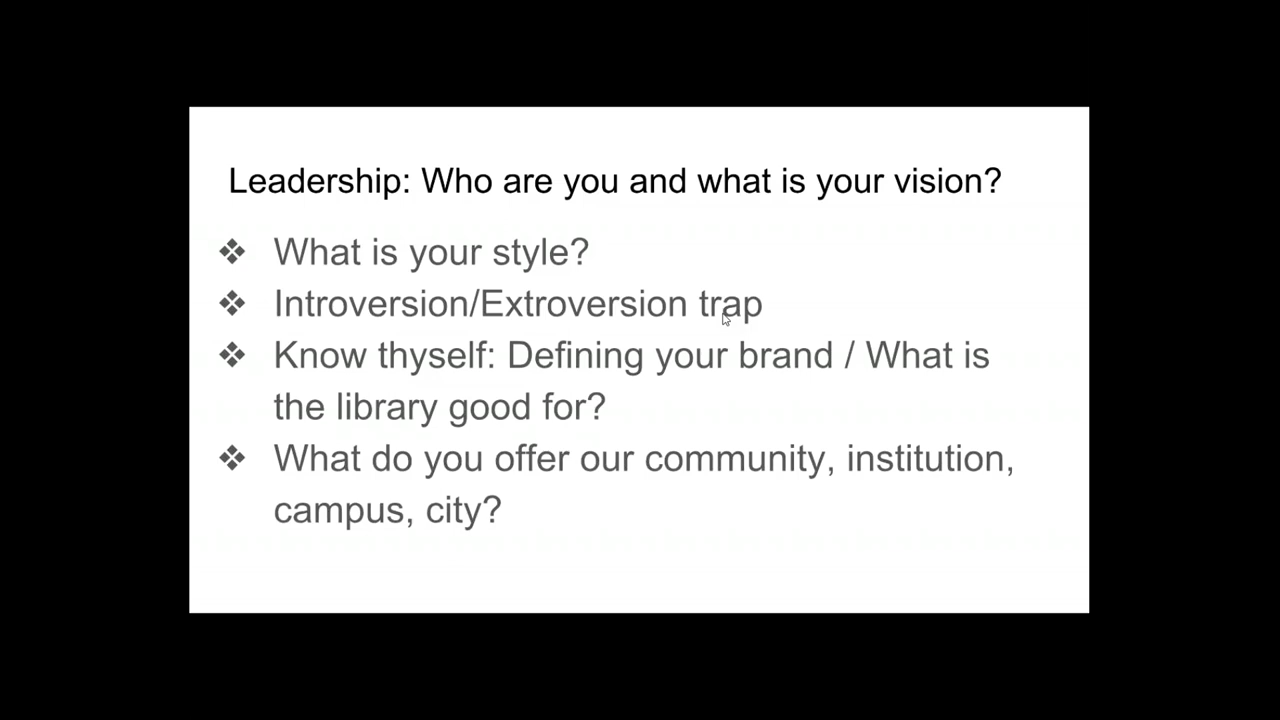 Leadership: Who are you and what is your vision?
❖ What is your style?
❖ Introversion/Extroversion trap
❖ Know thyself: Defining your brand / What is
the library good for?
❖ What do you offer our community, institution,
campus, city?